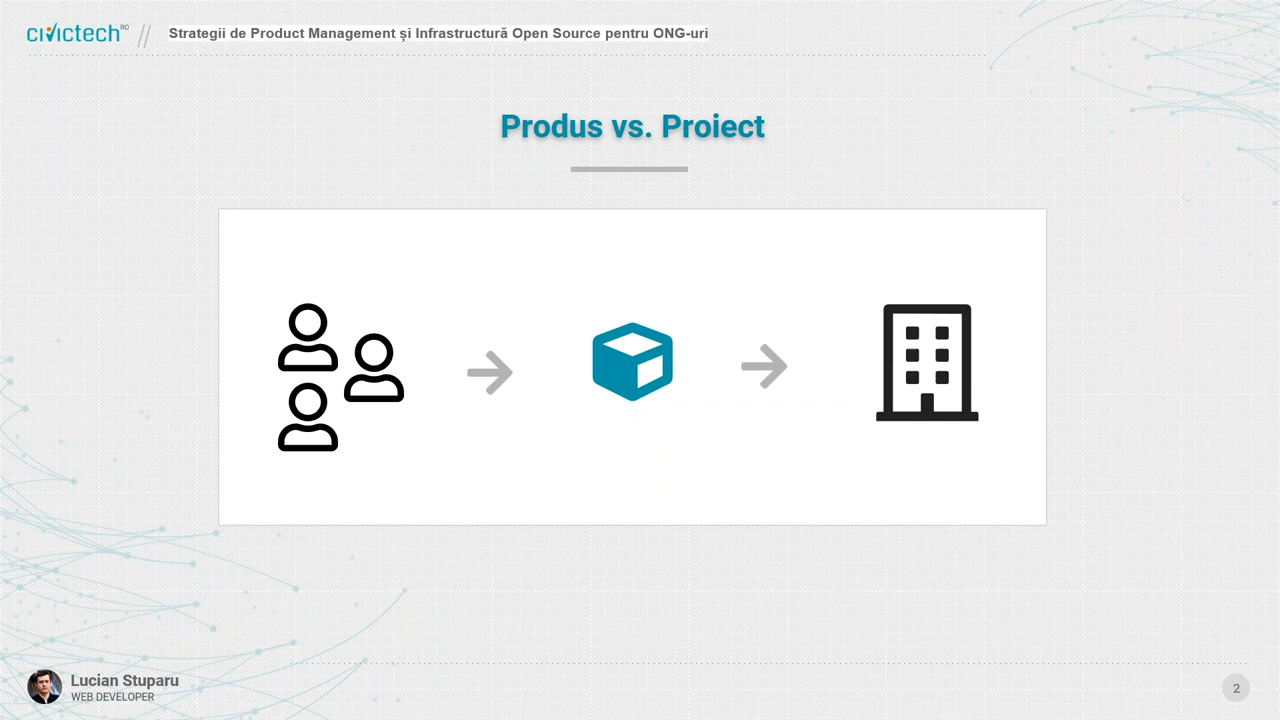 civictech RO // Strategii de Product Management și Infrastructură Open Source pentru ONG-uri
Produs vs. Proiect
Lucian Stuparu
WEB DEVELOPER
2